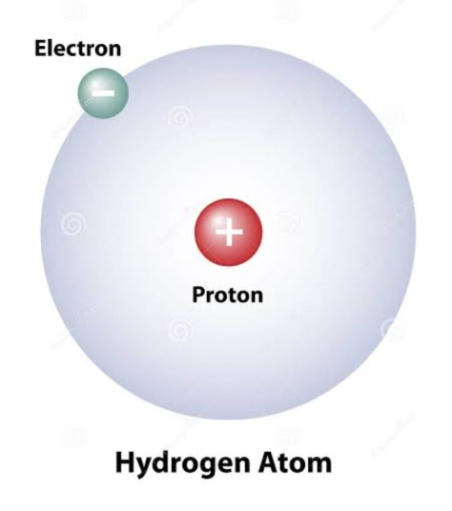 Electron
−
+
Proton
Hydrogen Atom